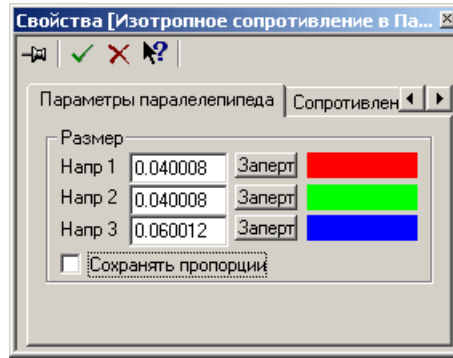 Свойства [Изотропное сопротивление в Па...
Параметры паралелепипеда Сопротивлен
Размер
Напр 1 0.040008 Заперт
Напр 2 0.040008 Заперт
Напр 3 0.060012 Заперт
Сохранять пропорции